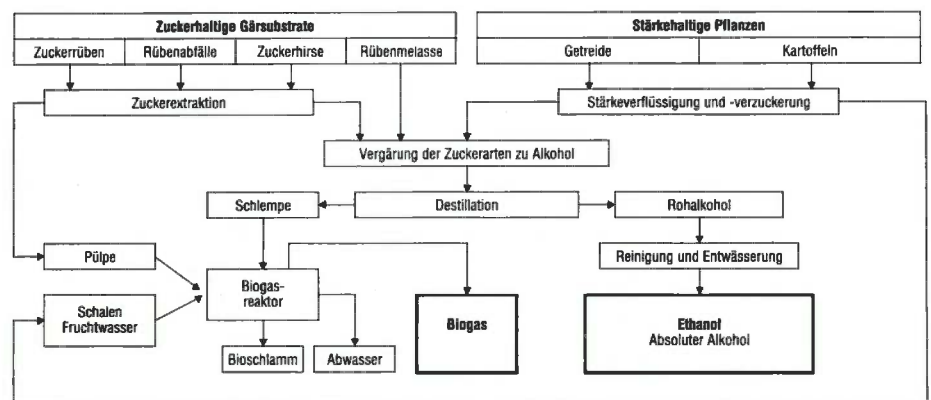 Zuckerhaltige Gärsubstrate
Stärkehaltige Pflanzen
Zuckerrüben
Rübenabfälle
Zuckerhirse
Rübenmelasse
Getreide
Kartoffeln
Zuckerextraktion
Stärkeverflüssigung und -verzuckerung
Vergärung der Zuckerarten zu Alkohol
Schlempe
Destillation
Rohalkohol
Pülpe
Reinigung und Entwässerung
Biogas-
reaktor
Schalen
Fruchtwasser
Biogas
Ethanol
Absoluter Alkohol
Bioschlamm
Abwasser